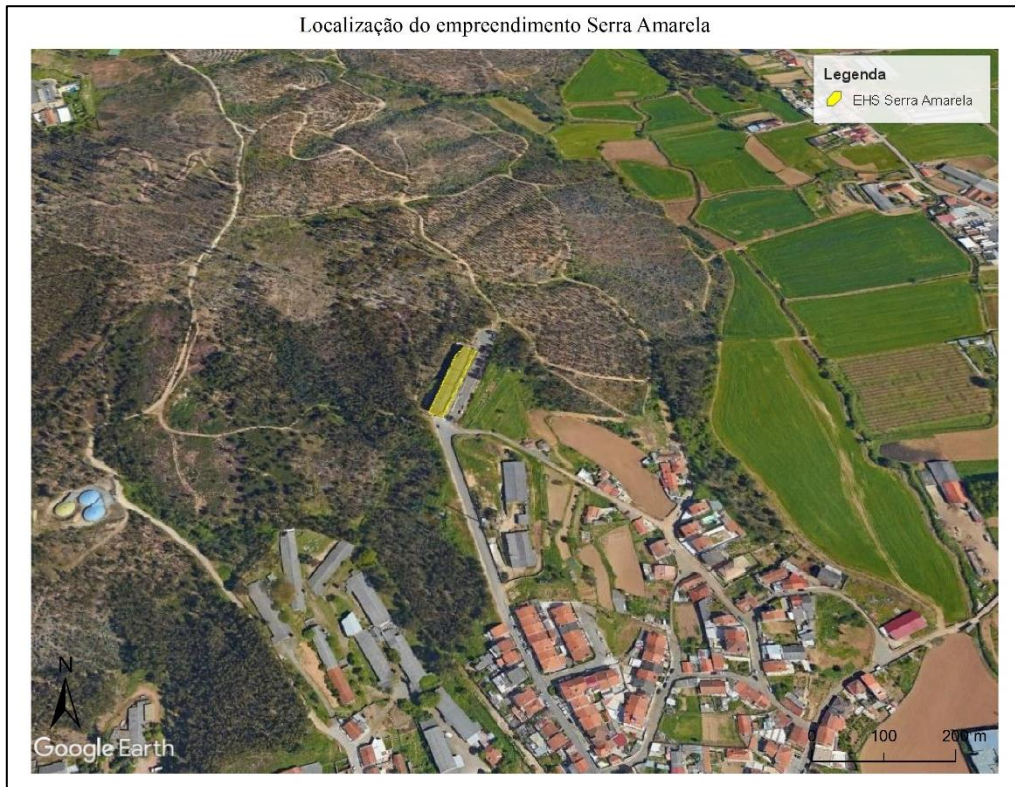 Localização do empreendimento Serra Amarela
Legenda
EHS Serra Amarela
N
Google Earth
0 100 200 m